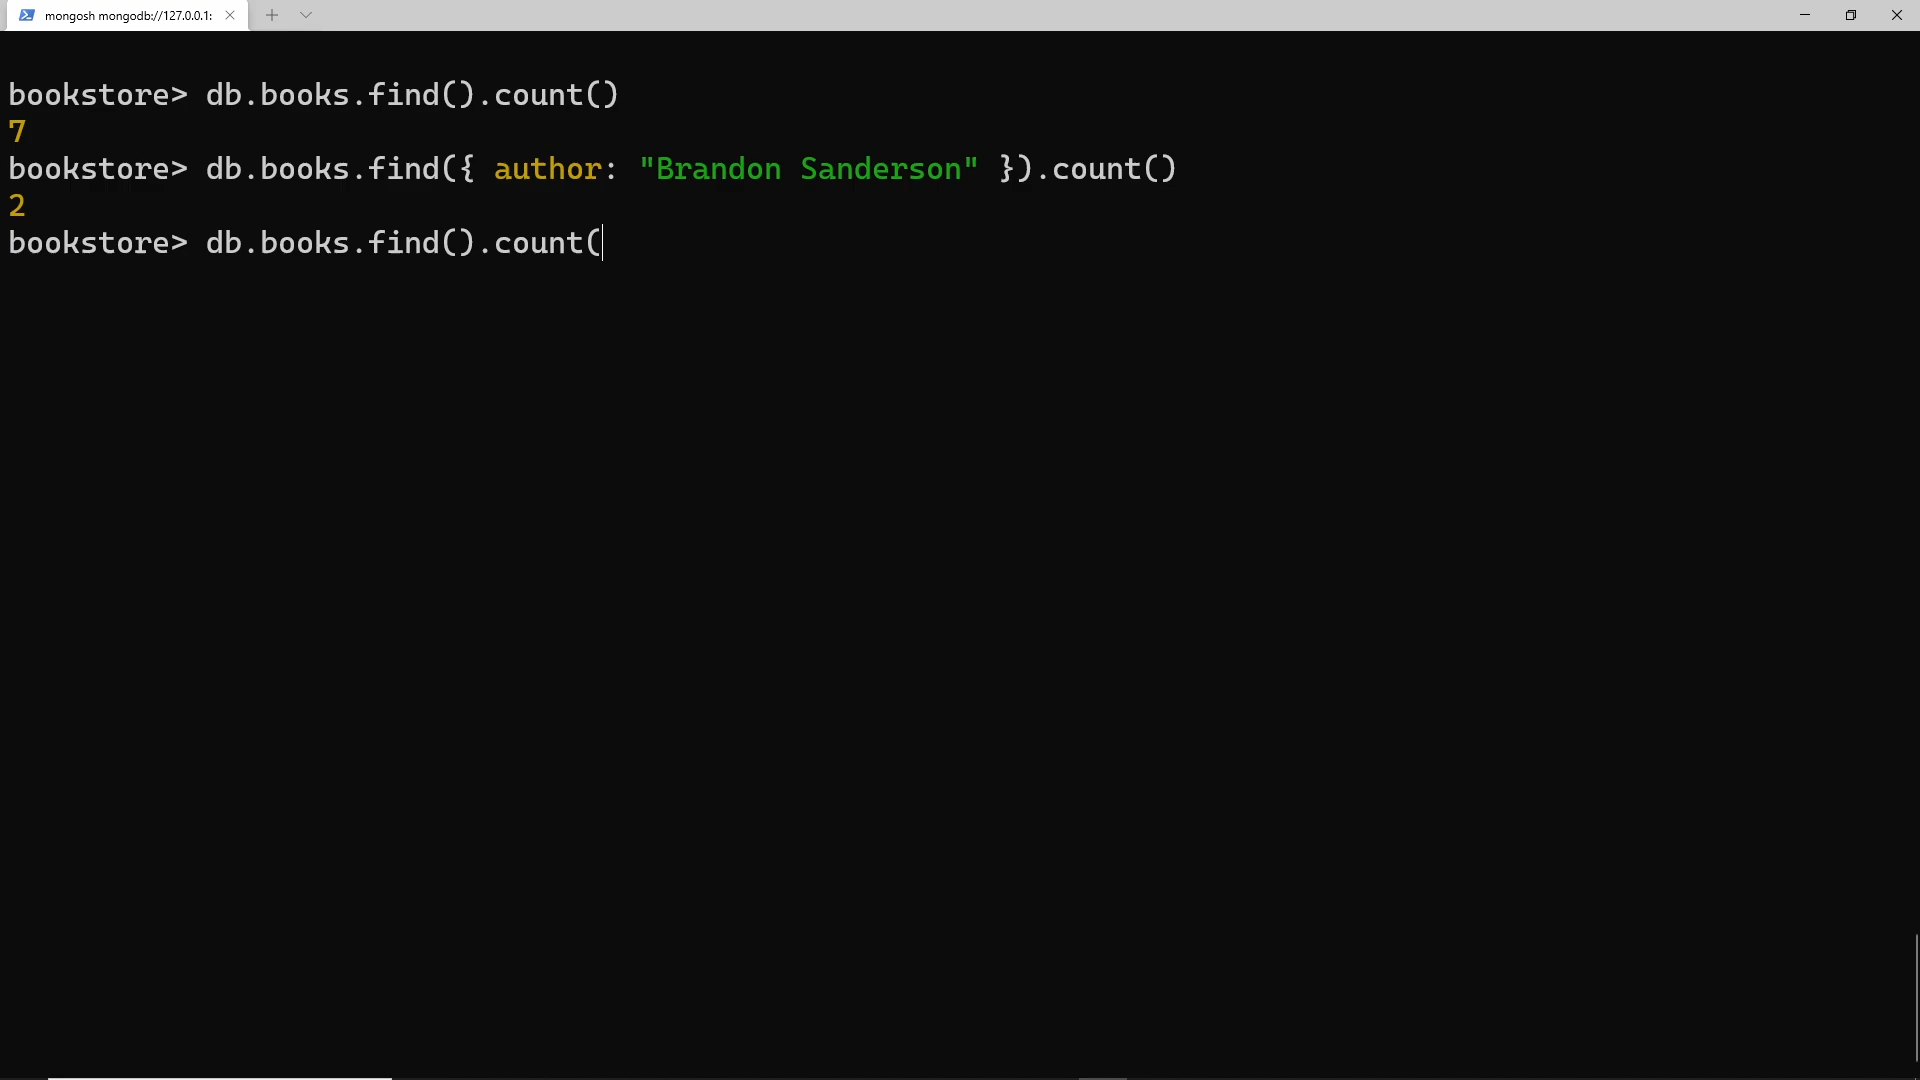 mongosh mongodb://127.0.0.1:
bookstore> db.books.find().count()
7
bookstore> db.books.find({ author: "Brandon Sanderson" }).count()
2
bookstore> db.books.find().count(